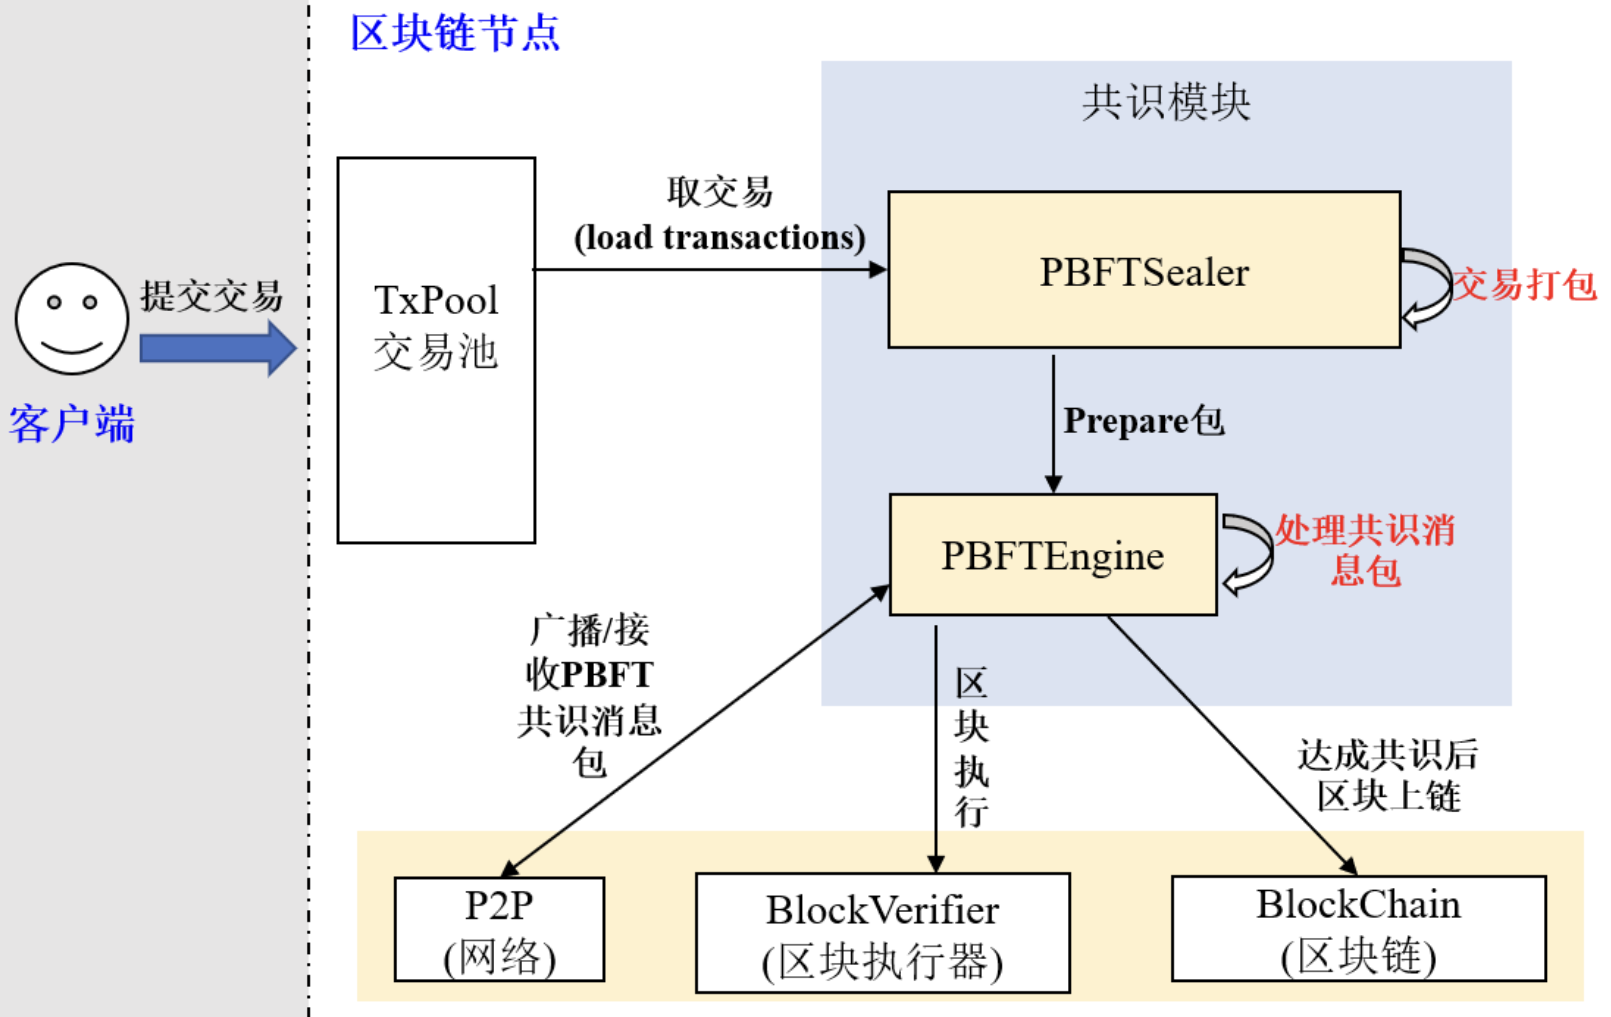 区块链节点
共识模块
取交易
(load transactions)
PBFTSealer
交易打包
TxPool
交易池
提交交易
客户端
Prepare包
PBFTEngine
处理共识消
息包
广播/接
收PBFT
共识消息
包
区
块
执
行
达成共识后
区块上链
P2P
(网络)
BlockVerifier
(区块执行器)
BlockChain
(区块链)